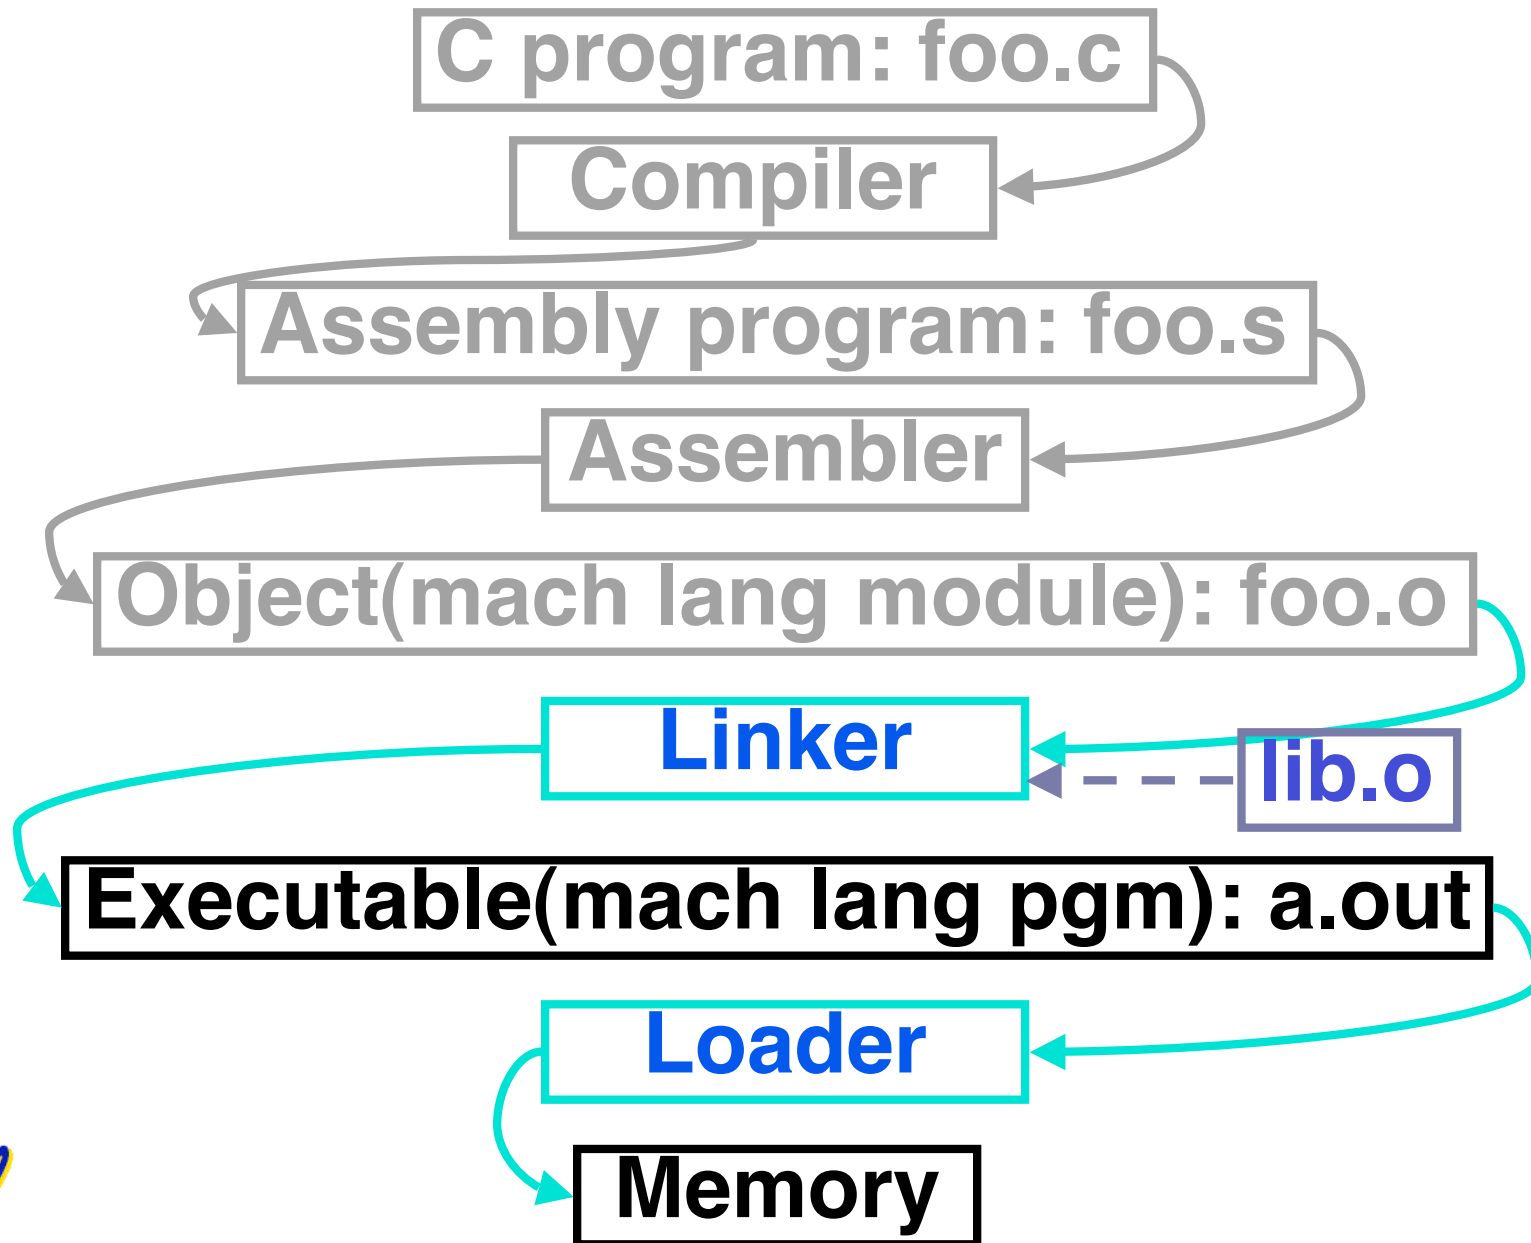 C program: foo.c
Compiler
Assembly program: foo.s
Assembler
Object(mach lang module): foo.o
Linker
lib.o
Executable(mach lang pgm): a.out
Loader
Memory